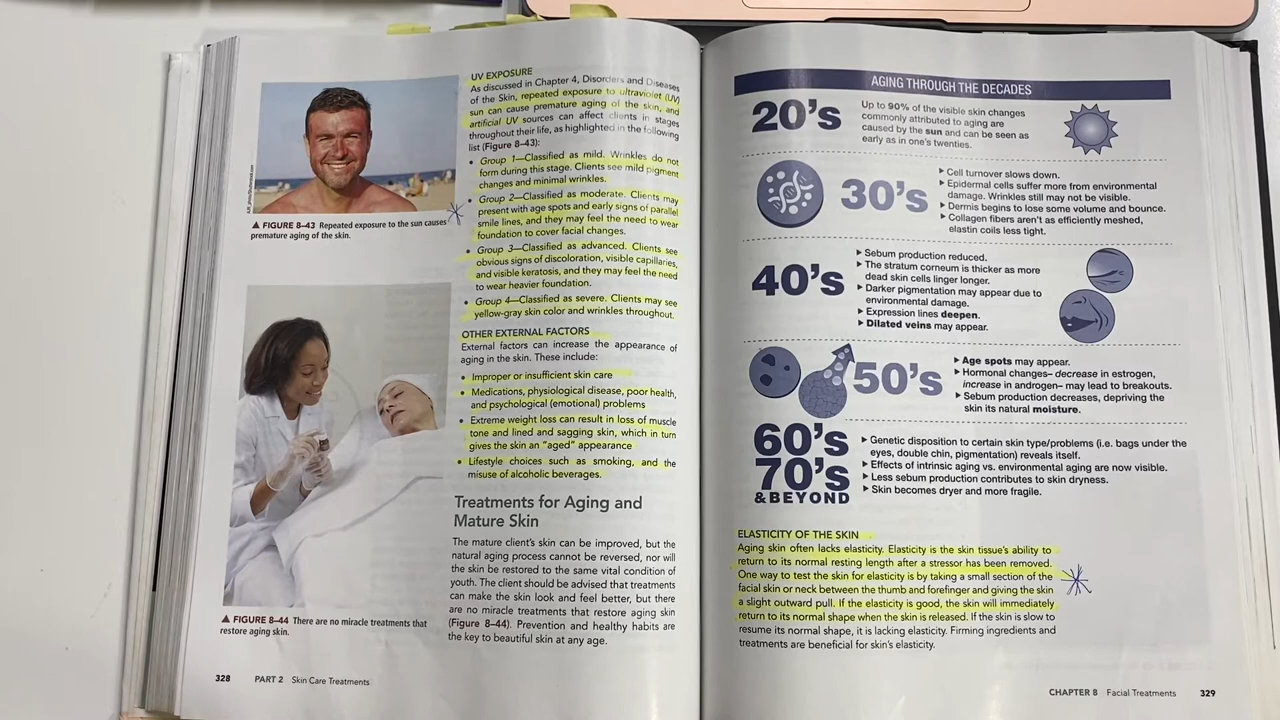 UV EXPOSURE
As discussed in Chapter 4, Disorders and Diseases
of the Skin, repeated exposure to ultraviolet (UV)
sun can cause premature aging of the skin, and
artificial UV sources can affect clients in stages
throughout their life, as highlighted in the following
list (Figure 8–43):
• Group 1—Classified as mild. Wrinkles do not
form during this stage. Clients see mild pigment
changes and minimal wrinkles.
• Group 2—Classified as moderate. Clients may
present with age spots and early signs of parallel
smile lines, and they may feel the need to wear
foundation to cover facial changes.
• Group 3—Classified as advanced. Clients see
obvious signs of discoloration, visible capillaries,
and visible keratosis, and they may feel the need
to wear heavier foundation.
• Group 4—Classified as severe. Clients may see
yellow-gray skin color and wrinkles throughout.
▲ FIGURE 8–43 Repeated exposure to the sun causes
premature aging of the skin.
OTHER EXTERNAL FACTORS
External factors can increase the appearance of
aging in the skin. These include:
• Improper or insufficient skin care
• Medications, physiological disease, poor health,
and psychological (emotional) problems
• Extreme weight loss can result in loss of muscle
tone and lined and sagging skin, which in turn
gives the skin an "aged" appearance
• Lifestyle choices such as smoking, and the
misuse of alcoholic beverages.
Treatments for Aging and
Mature Skin
The mature client's skin can be improved, but the
natural aging process cannot be reversed, nor will
the skin be restored to the same vital condition of
youth. The client should be advised that treatments
can make the skin look and feel better, but there
are no miracle treatments that restore aging skin
(Figure 8–44). Prevention and healthy habits are
the key to beautiful skin at any age.
▲ FIGURE 8–44 There are no miracle treatments that
restore aging skin.
328 PART 2 Skin Care Treatments
AGING THROUGH THE DECADES
20's
Up to 90% of the visible skin changes
commonly attributed to aging are
caused by the sun and can be seen as
early as in one's twenties.
30's
▶ Cell turnover slows down.
▶ Epidermal cells suffer more from environmental
damage. Wrinkles still may not be visible.
▶ Dermis begins to lose some volume and bounce.
▶ Collagen fibers aren't as efficiently meshed,
elastin coils less tight.
40's
▶ Sebum production reduced.
▶ The stratum corneum is thicker as more
dead skin cells linger longer.
▶ Darker pigmentation may appear due to
environmental damage.
▶ Expression lines deepen.
▶ Dilated veins may appear.
50's
▶ Age spots may appear.
▶ Hormonal changes– decrease in estrogen,
increase in androgen– may lead to breakouts.
▶ Sebum production decreases, depriving the
skin its natural moisture.
60's
70's
& BEYOND
▶ Genetic disposition to certain skin type/problems (i.e. bags under the
eyes, double chin, pigmentation) reveals itself.
▶ Effects of intrinsic aging vs. environmental aging are now visible.
▶ Less sebum production contributes to skin dryness.
▶ Skin becomes dryer and more fragile.
ELASTICITY OF THE SKIN
Aging skin often lacks elasticity. Elasticity is the skin tissue's ability to
return to its normal resting length after a stressor has been removed.
One way to test the skin for elasticity is by taking a small section of the
facial skin or neck between the thumb and forefinger and giving the skin
a slight outward pull. If the elasticity is good, the skin will immediately
return to its normal shape when the skin is released. If the skin is slow to
resume its normal shape, it is lacking elasticity. Firming ingredients and
treatments are beneficial for skin's elasticity.
CHAPTER 8 Facial Treatments 329